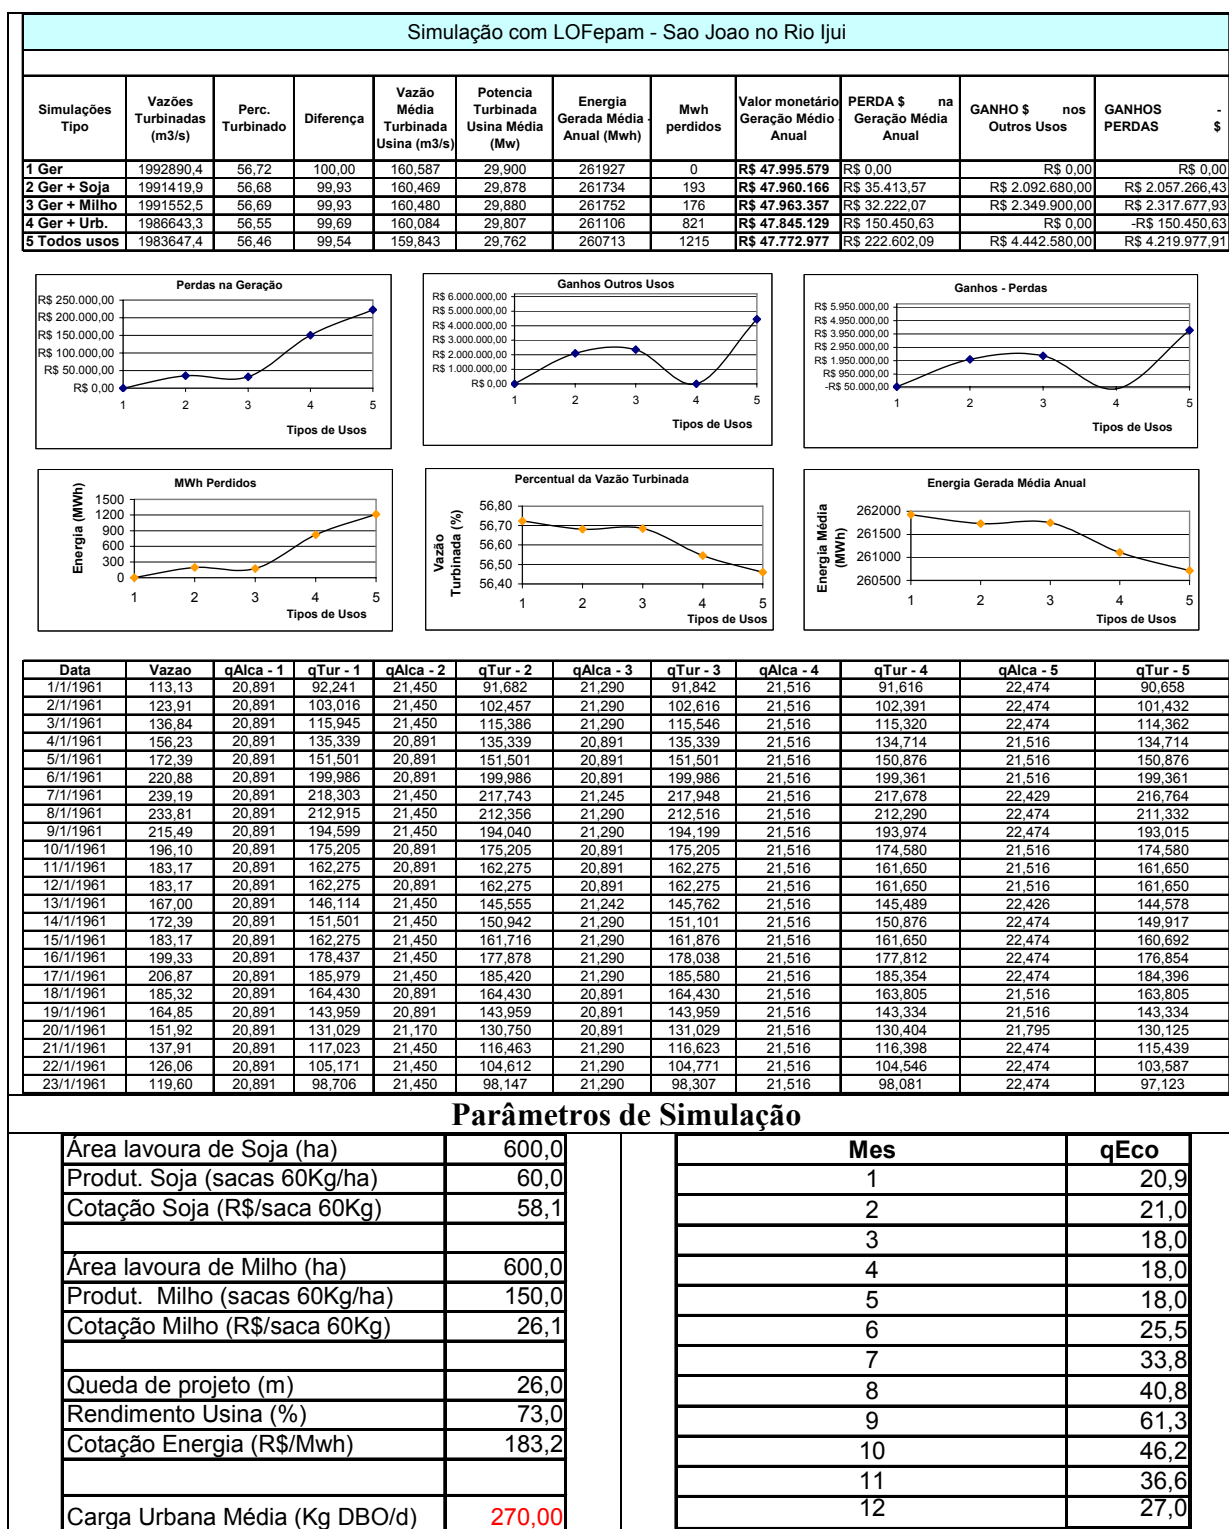 Simulação com LOFepam - Sao Joao no Rio Ijui
Simulações Tipo | Vazões Turbinadas (m3/s) | Perc. Turbinado | Diferença | Vazão Média Turbinada Usina (m3/s) | Potencia Turbinada Usina Média (Mw) | Energia Gerada Média - Anual (Mwh) | Mwh perdidos | Valor monetário Geração Médio - Anual | PERDA $ na Geração Média Anual | GANHO $ nos Outros Usos | GANHOS - PERDAS $
1 Ger | 1992890,4 | 56,72 | 100,00 | 160,587 | 29,900 | 261927 | 0 | R$ 47.995.579 | R$ 0,00 | R$ 0,00 | R$ 0,00
2 Ger + Soja | 1991419,9 | 56,68 | 99,93 | 160,469 | 29,878 | 261734 | 193 | R$ 47.960.166 | R$ 35.413,57 | R$ 2.092.680,00 | R$ 2.057.266,43
3 Ger + Milho | 1991552,5 | 56,69 | 99,93 | 160,480 | 29,880 | 261752 | 176 | R$ 47.963.357 | R$ 32.222,07 | R$ 2.349.900,00 | R$ 2.317.677,93
4 Ger + Urb. | 1986643,3 | 56,55 | 99,69 | 160,084 | 29,807 | 261106 | 821 | R$ 47.845.129 | R$ 150.450,63 | R$ 0,00 | -R$ 150.450,63
5 Todos usos | 1983647,4 | 56,46 | 99,54 | 159,843 | 29,762 | 260713 | 1215 | R$ 47.772.977 | R$ 222.602,09 | R$ 4.442.580,00 | R$ 4.219.977,91
Perdas na Geração
R$ 250.000,00
R$ 200.000,00
R$ 150.000,00
R$ 100.000,00
R$ 50.000,00
R$ 0,00
1 2 3 4 5
Tipos de Usos
Ganhos Outros Usos
R$ 6.000.000,00
R$ 5.000.000,00
R$ 4.000.000,00
R$ 3.000.000,00
R$ 2.000.000,00
R$ 1.000.000,00
R$ 0,00
1 2 3 4 5
Tipos de Usos
Ganhos - Perdas
R$ 5.950.000,00
R$ 4.950.000,00
R$ 3.950.000,00
R$ 2.950.000,00
R$ 1.950.000,00
R$ 950.000,00
-R$ 50.000,00
1 2 3 4 5
Tipos de Usos
MWh Perdidos
Energia (MWh)
1500
1200
900
600
300
0
1 2 3 4 5
Tipos de Usos
Percentual da Vazão Turbinada
Vazão Turbinada (%)
56,80
56,70
56,60
56,50
56,40
1 2 3 4 5
Tipos de Usos
Energia Gerada Média Anual
Energia Média (MWh)
262000
261500
261000
260500
1 2 3 4 5
Tipos de Usos
Data | Vazao | qAlca - 1 | qTur - 1 | qAlca - 2 | qTur - 2 | qAlca - 3 | qTur - 3 | qAlca - 4 | qTur - 4 | qAlca - 5 | qTur - 5
1/1/1961 | 113,13 | 20,891 | 92,241 | 21,450 | 91,682 | 21,290 | 91,842 | 21,516 | 91,616 | 22,474 | 90,658
2/1/1961 | 123,91 | 20,891 | 103,016 | 21,450 | 102,457 | 21,290 | 102,616 | 21,516 | 102,391 | 22,474 | 101,432
3/1/1961 | 136,84 | 20,891 | 115,945 | 21,450 | 115,386 | 21,290 | 115,546 | 21,516 | 115,320 | 22,474 | 114,362
4/1/1961 | 156,23 | 20,891 | 135,339 | 20,891 | 135,339 | 20,891 | 135,339 | 21,516 | 134,714 | 21,516 | 134,714
5/1/1961 | 172,39 | 20,891 | 151,501 | 20,891 | 151,501 | 20,891 | 151,501 | 21,516 | 150,876 | 21,516 | 150,876
6/1/1961 | 220,88 | 20,891 | 199,986 | 20,891 | 199,986 | 20,891 | 199,986 | 21,516 | 199,361 | 21,516 | 199,361
7/1/1961 | 239,19 | 20,891 | 218,303 | 21,450 | 217,743 | 21,245 | 217,948 | 21,516 | 217,678 | 22,429 | 216,764
8/1/1961 | 233,81 | 20,891 | 212,915 | 21,450 | 212,356 | 21,290 | 212,516 | 21,516 | 212,290 | 22,474 | 211,332
9/1/1961 | 215,49 | 20,891 | 194,599 | 21,450 | 194,040 | 21,290 | 194,199 | 21,516 | 193,974 | 22,474 | 193,015
10/1/1961 | 196,10 | 20,891 | 175,205 | 20,891 | 175,205 | 20,891 | 175,205 | 21,516 | 174,580 | 21,516 | 174,580
11/1/1961 | 183,17 | 20,891 | 162,275 | 20,891 | 162,275 | 20,891 | 162,275 | 21,516 | 161,650 | 21,516 | 161,650
12/1/1961 | 183,17 | 20,891 | 162,275 | 20,891 | 162,275 | 20,891 | 162,275 | 21,516 | 161,650 | 21,516 | 161,650
13/1/1961 | 167,00 | 20,891 | 146,114 | 21,450 | 145,555 | 21,242 | 145,762 | 21,516 | 145,489 | 22,426 | 144,578
14/1/1961 | 172,39 | 20,891 | 151,501 | 21,450 | 150,942 | 21,290 | 151,101 | 21,516 | 150,876 | 22,474 | 149,917
15/1/1961 | 183,17 | 20,891 | 162,275 | 21,450 | 161,716 | 21,290 | 161,876 | 21,516 | 161,650 | 22,474 | 160,692
16/1/1961 | 199,33 | 20,891 | 178,437 | 21,450 | 177,878 | 21,290 | 178,038 | 21,516 | 177,812 | 22,474 | 176,854
17/1/1961 | 206,87 | 20,891 | 185,979 | 21,450 | 185,420 | 21,290 | 185,580 | 21,516 | 185,354 | 22,474 | 184,396
18/1/1961 | 185,32 | 20,891 | 164,430 | 20,891 | 164,430 | 20,891 | 164,430 | 21,516 | 163,805 | 21,516 | 163,805
19/1/1961 | 164,85 | 20,891 | 143,959 | 20,891 | 143,959 | 20,891 | 143,959 | 21,516 | 143,334 | 21,516 | 143,334
20/1/1961 | 151,92 | 20,891 | 131,029 | 21,170 | 130,750 | 20,891 | 131,029 | 21,516 | 130,404 | 21,795 | 130,125
21/1/1961 | 137,91 | 20,891 | 117,023 | 21,450 | 116,463 | 21,290 | 116,623 | 21,516 | 116,398 | 22,474 | 115,439
22/1/1961 | 126,06 | 20,891 | 105,171 | 21,450 | 104,612 | 21,290 | 104,771 | 21,516 | 104,546 | 22,474 | 103,587
23/1/1961 | 119,60 | 20,891 | 98,706 | 21,450 | 98,147 | 21,290 | 98,307 | 21,516 | 98,081 | 22,474 | 97,123
Parâmetros de Simulação
Área lavoura de Soja (ha) 600,0
Produt. Soja (sacas 60Kg/ha) 60,0
Cotação Soja (R$/saca 60Kg) 58,1
Área lavoura de Milho (ha) 600,0
Produt. Milho (sacas 60Kg/ha) 150,0
Cotação Milho (R$/saca 60Kg) 26,1
Queda de projeto (m) 26,0
Rendimento Usina (%) 73,0
Cotação Energia (R$/Mwh) 183,2
Carga Urbana Média (Kg DBO/d) 270,00
Mes qEco
1 20,9
2 21,0
3 18,0
4 18,0
5 18,0
6 25,5
7 33,8
8 40,8
9 61,3
10 46,2
11 36,6
12 27,0